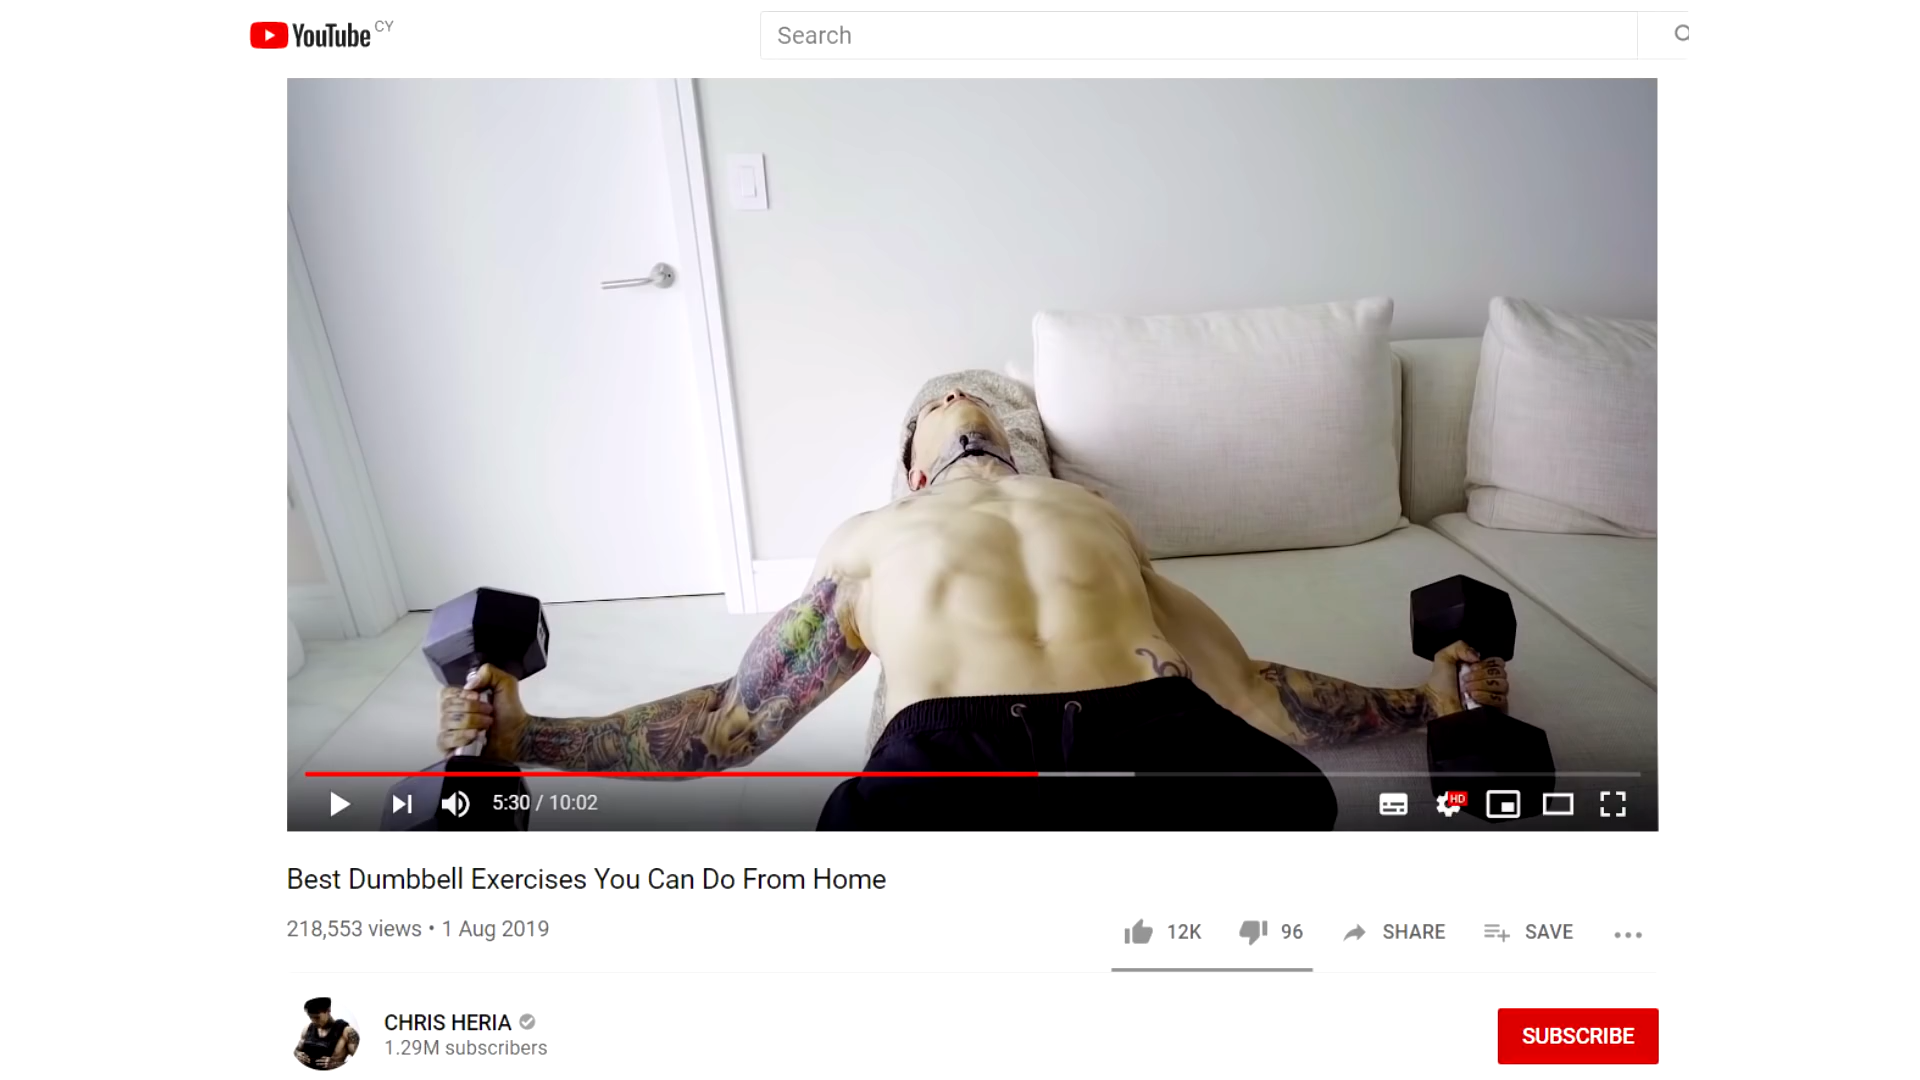 YouTube CY
Search
5:30 / 10:02
HD
Best Dumbbell Exercises You Can Do From Home
218,553 views • 1 Aug 2019
12K
96
SHARE
SAVE
CHRIS HERIA
1.29M subscribers
SUBSCRIBE